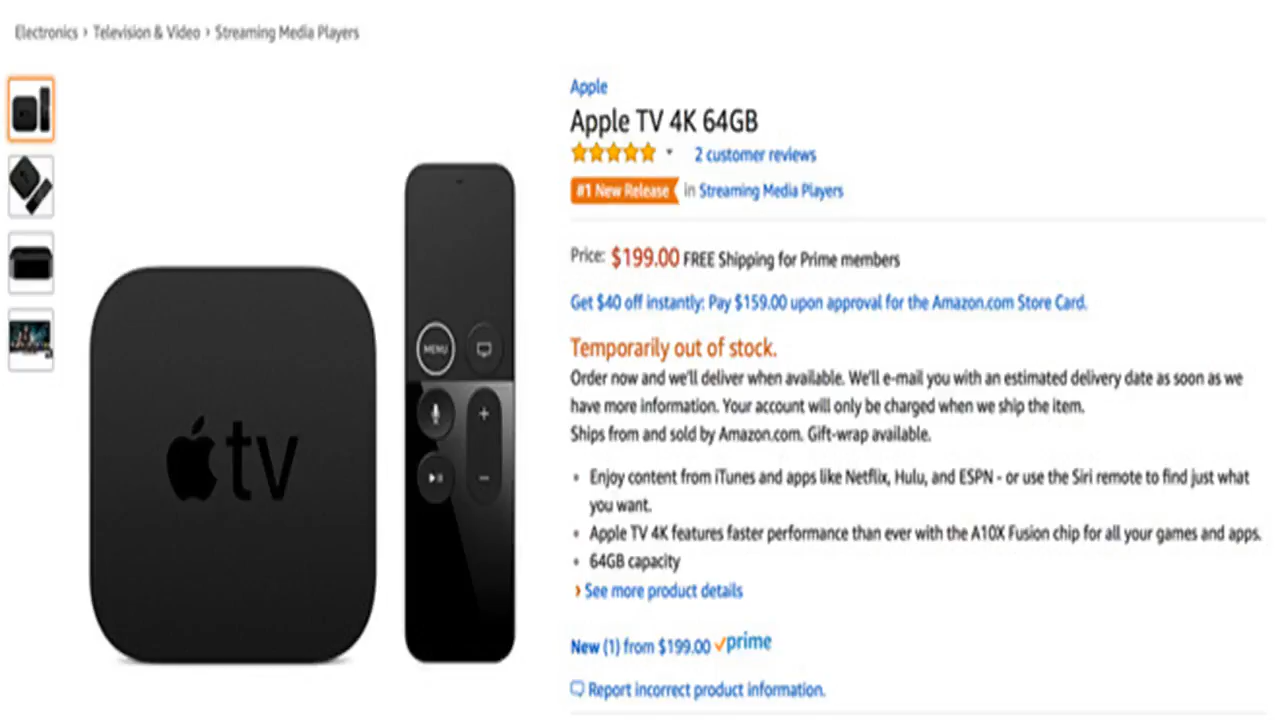 Electronics › Television & Video › Streaming Media Players
Apple
Apple TV 4K 64GB
2 customer reviews
#1 New Release in Streaming Media Players
Price: $199.00 FREE Shipping for Prime members
Get $40 off instantly: Pay $159.00 upon approval for the Amazon.com Store Card.
Temporarily out of stock.
Order now and we'll deliver when available. We'll e-mail you with an estimated delivery date as soon as we
have more information. Your account will only be charged when we ship the item.
Ships from and sold by Amazon.com. Gift-wrap available.
• Enjoy content from iTunes and apps like Netflix, Hulu, and ESPN - or use the Siri remote to find just what
you want.
• Apple TV 4K features faster performance than ever with the A10X Fusion chip for all your games and apps.
• 64GB capacity
› See more product details
New (1) from $199.00 ✓prime
Report incorrect product information.
MENU
+
−
tv